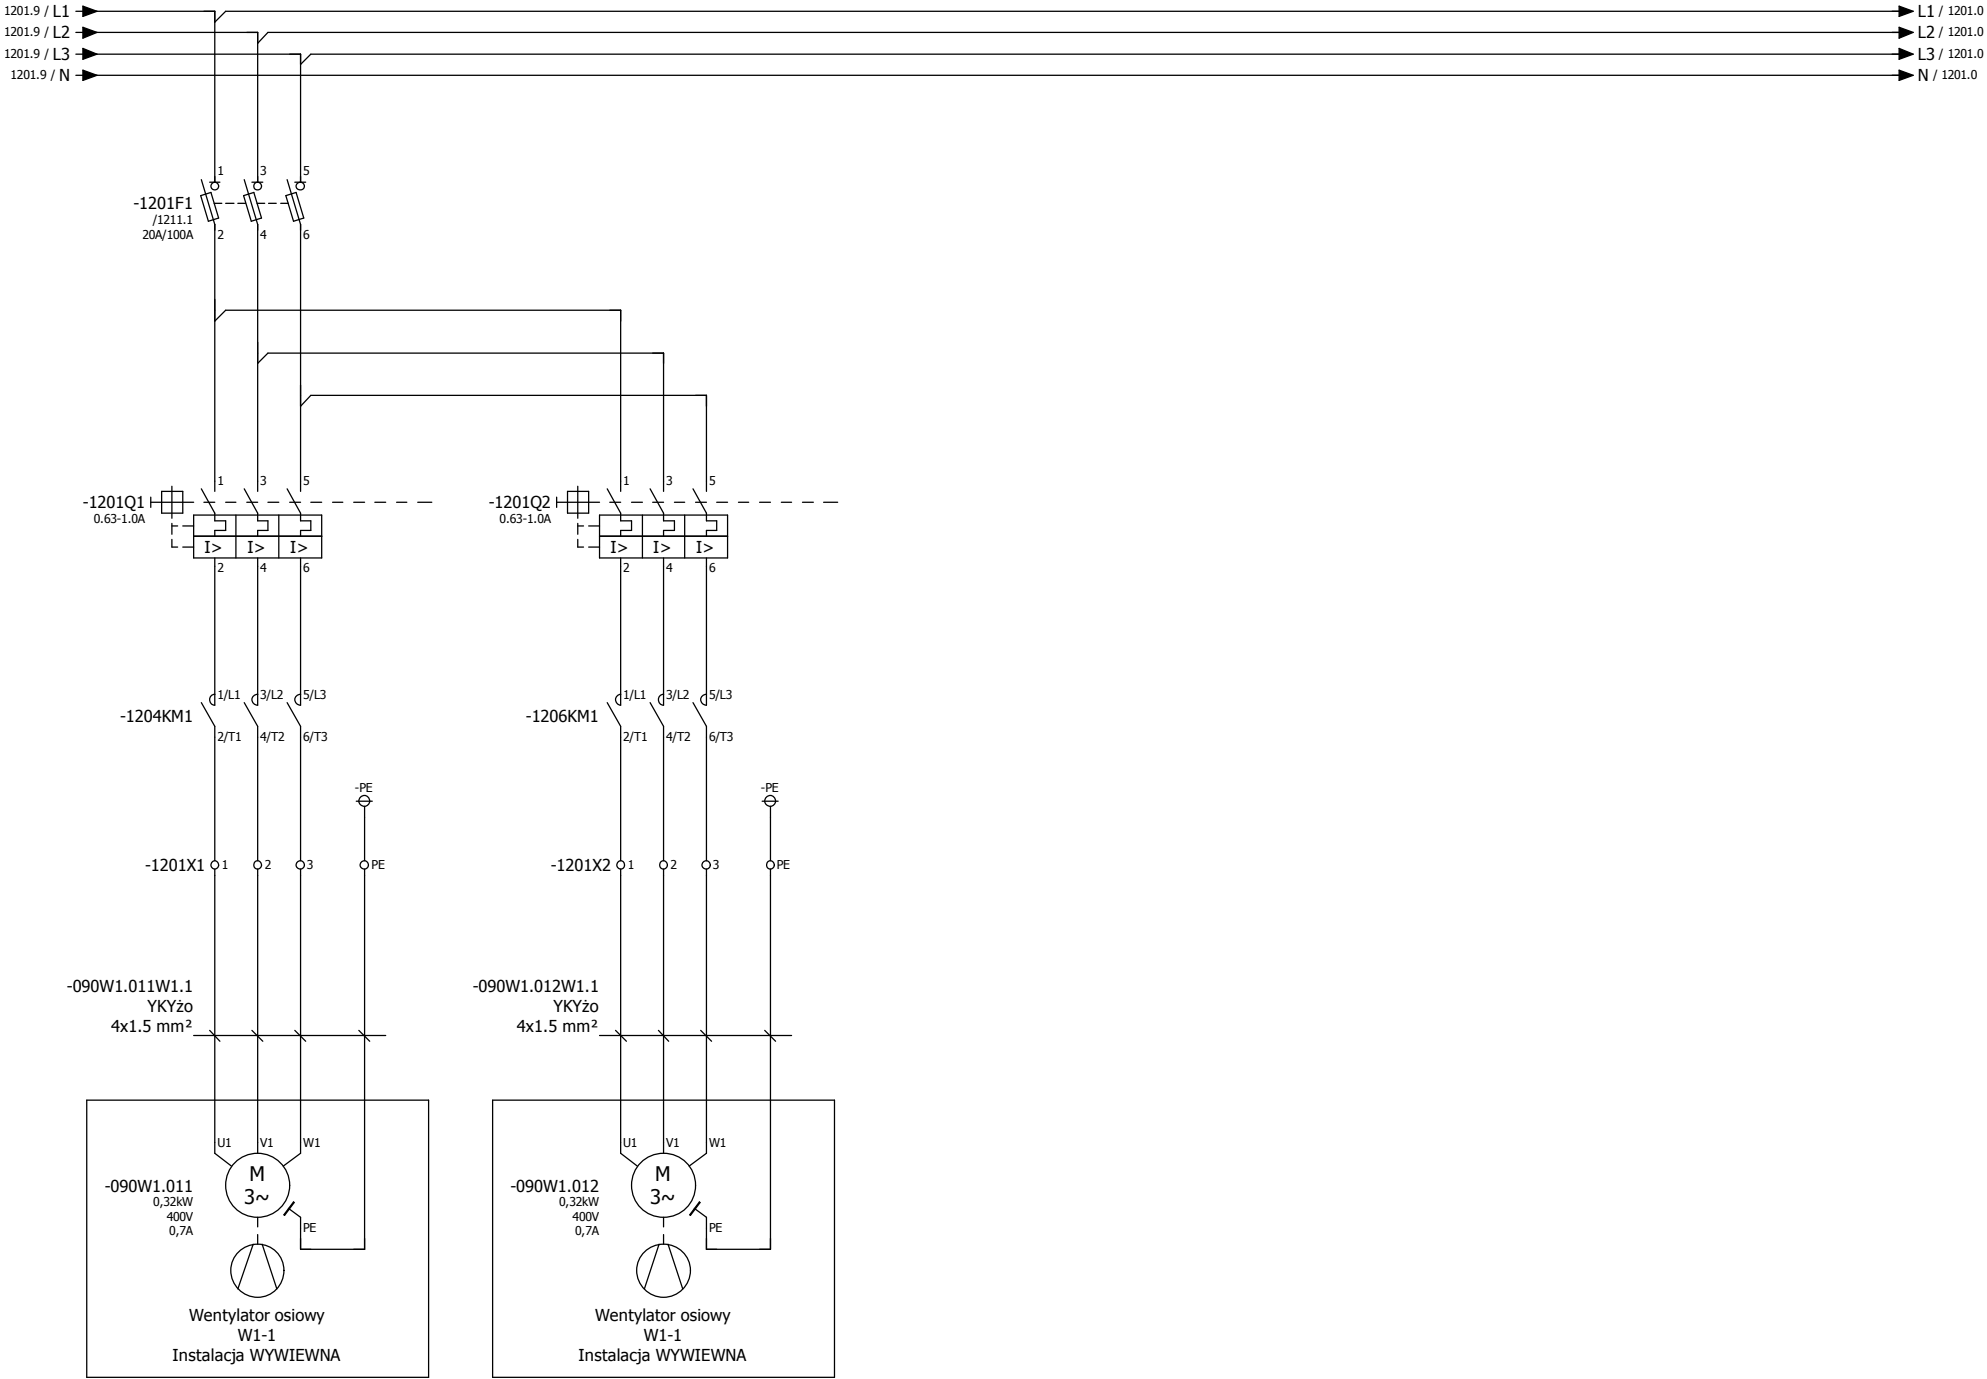 1201.9 / L1
L1 / 1201.0
1201.9 / L2
L2 / 1201.0
1201.9 / L3
L3 / 1201.0
1201.9 / N
N / 1201.0
1 3 5
-1201F1
/1211.1
20A/100A
2 4 6
1 3 5
-1201Q1
0.63-1.0A
I> I> I>
2 4 6
1 3 5
-1201Q2
0.63-1.0A
I> I> I>
2 4 6
1/L1 3/L2 5/L3
-1204KM1
2/T1 4/T2 6/T3
1/L1 3/L2 5/L3
-1206KM1
2/T1 4/T2 6/T3
-PE
-1201X1 1 2 3 PE
-PE
-1201X2 1 2 3 PE
-090W1.011W1.1
YKYżo
4x1.5 mm²
-090W1.012W1.1
YKYżo
4x1.5 mm²
U1 V1 W1
M
3~
-090W1.011
0,32kW
400V
0,7A
PE
Wentylator osiowy
W1-1
Instalacja WYWIEWNA
U1 V1 W1
M
3~
-090W1.012
0,32kW
400V
0,7A
PE
Wentylator osiowy
W1-1
Instalacja WYWIEWNA